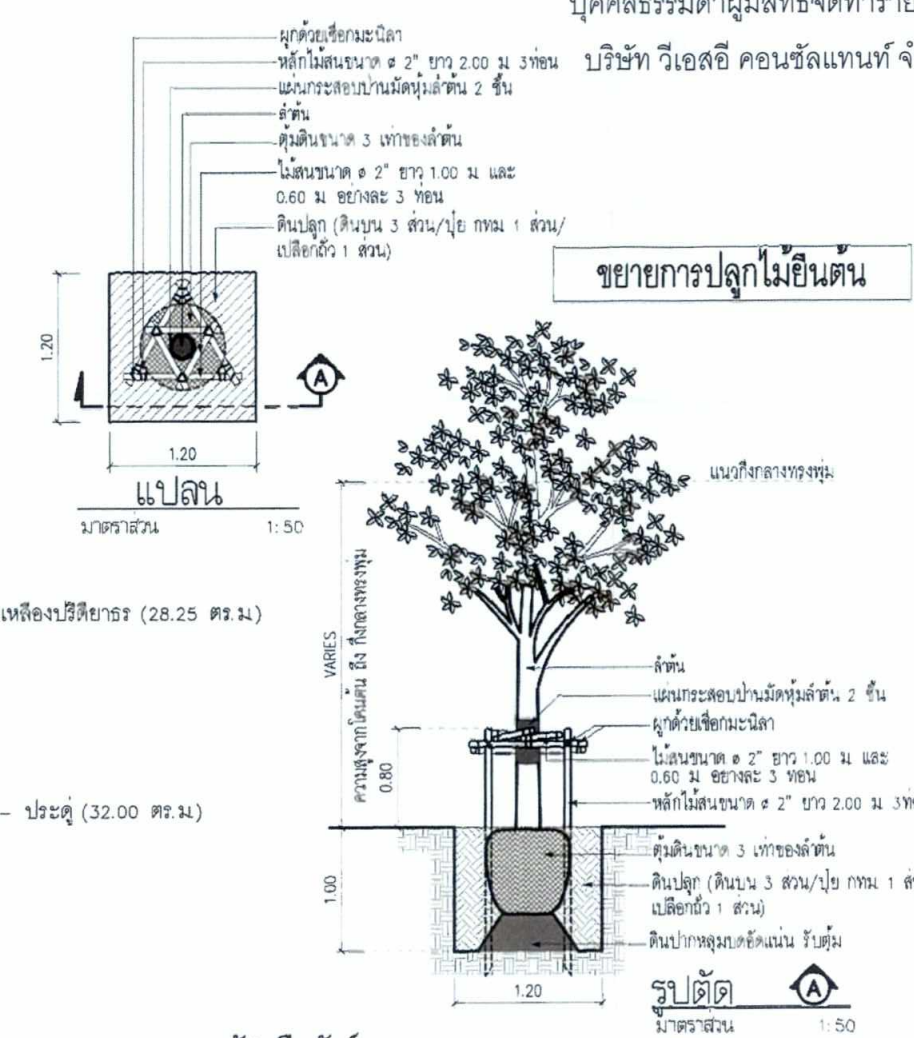 บุคคลธรรมดาผู้มีสิทธิจัดทำราย
บริษัท วีเอสอี คอนซัลแทนท์ จำ
ผูกด้วยเชือกมะนิลา
หลักไม้สนขนาด ø 2" ยาว 2.00 ม 3ท่อน
แผ่นกระสอบป่านมัดหุ้มลำต้น 2 ชั้น
ลำต้น
ตุ้มดินขนาด 3 เท่าของลำต้น
ไม้สนขนาด ø 2" ยาว 1.00 ม และ
0.60 ม อย่างละ 3 ท่อน
ดินปลูก (ดินบน 3 ส่วน/ปุ๋ย กทม 1 ส่วน/
เปลือกถั่ว 1 ส่วน)
ขยายการปลูกไม้ยืนต้น
1.20
A
1.20
แปลน
มาตราส่วน 1:50
แนวกึ่งกลางทรงพุ่ม
เหลืองปรีดียาธร (28.25 ตร.ม)
VARIES
ความสูงจากโคนต้น ถึง กึ่งกลางทรงพุ่ม
ลำต้น
แผ่นกระสอบป่านมัดหุ้มลำต้น 2 ชั้น
ผูกด้วยเชือกมะนิลา
0.80
ไม้สนขนาด ø 2" ยาว 1.00 ม และ
0.60 ม อย่างละ 3 ท่อน
หลักไม้สนขนาด ø 2" ยาว 2.00 ม 3ท่
– ประดู่ (32.00 ตร.ม)
ตุ้มดินขนาด 3 เท่าของลำต้น
1.00
ดินปลูก (ดินบน 3 ส่วน/ปุ๋ย กทม 1 ส่
เปลือกถั่ว 1 ส่วน)
ดินปากหลุมบดอัดแน่น รับตุ้ม
1.20
รูปตัด A
มาตราส่วน 1:50